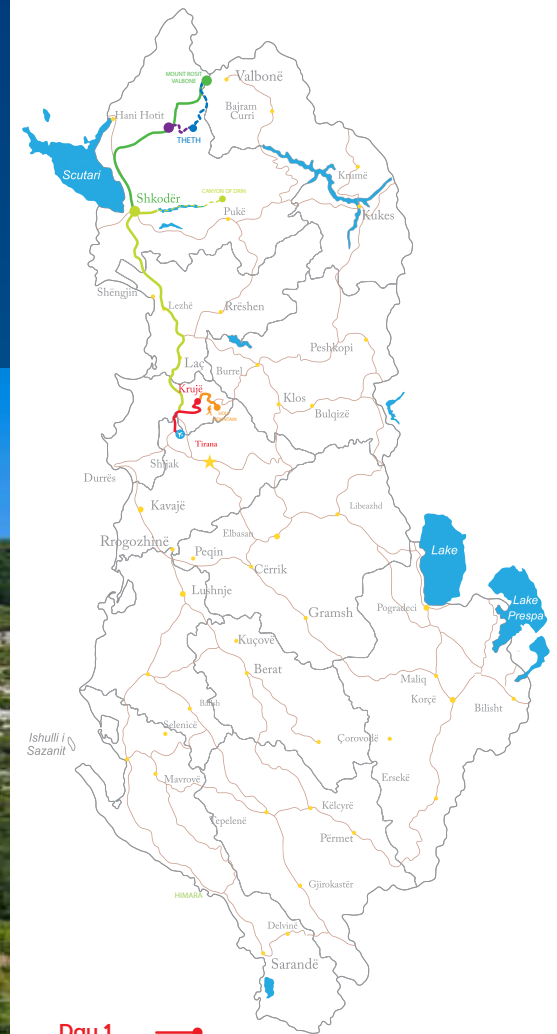 MOUNT ROSIT
VALBONE
Valbonë
Bajram
Curri
Hani Hotit
THETH
Scutari
Krumë
Shkodër
CANYON OF DRIN
Pukë
Kukes
Shëngjin
Lezhë
Rrëshen
Peshkopi
Laç
Burrel
Krujë
Klos
Bulqizë
Tirana
Shijak
Durrës
Kavajë
Libeazhd
Elbasan
Rrogozhinë
Peqin
Cërrik
Lake
Lushnje
Gramsh
Pogradeci
Lake
Prespa
Kuçovë
Berat
Maliq
Korçë
Bilisht
Ballsh
Selenicë
Çorovodë
Ishulli i
Sazanit
Mavrovë
Ersekë
Tepelenë
Këlcyrë
Përmet
Gjirokastër
HIMARA
Delvinë
Sarandë
Day 1